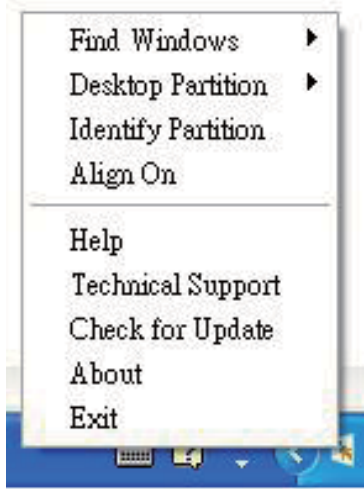 Find Windows
Desktop Partition
Identify Partition
Align On
Help
Technical Support
Check for Update
About
Exit